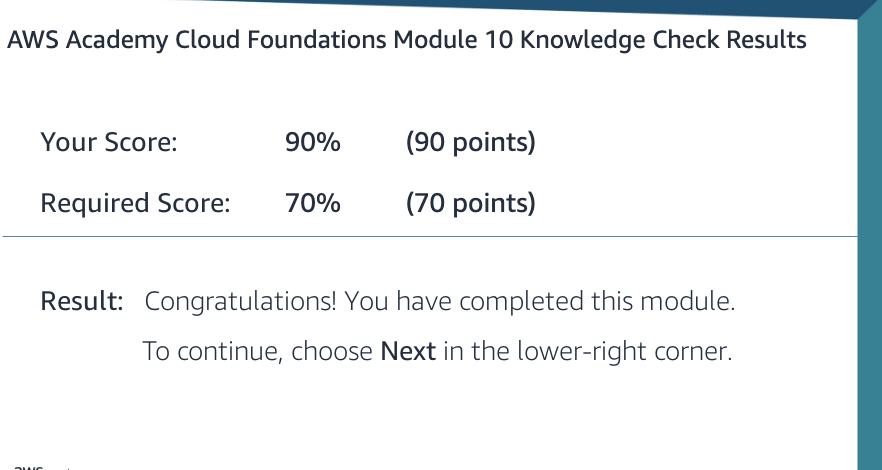 AWS Academy Cloud Foundations Module 10 Knowledge Check Results
Your Score: 90% (90 points)
Required Score: 70% (70 points)
Result: Congratulations! You have completed this module.
To continue, choose Next in the lower-right corner.